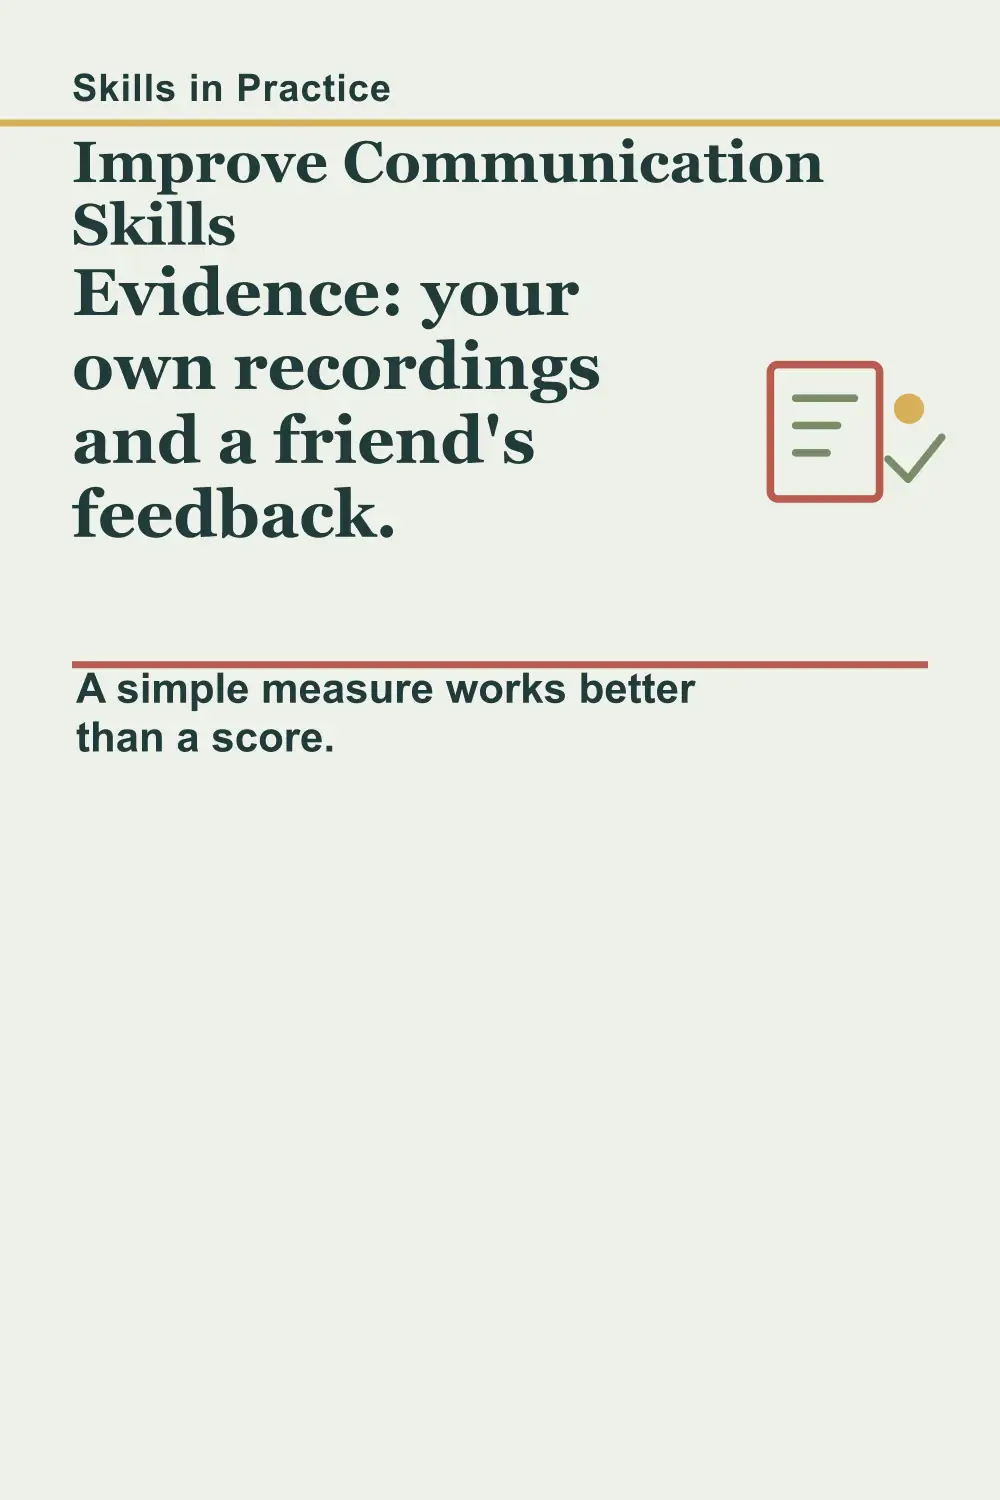 Skills in Practice
Improve Communication
Skills
Evidence: your
own recordings
and a friend's
feedback.
A simple measure works better
than a score.